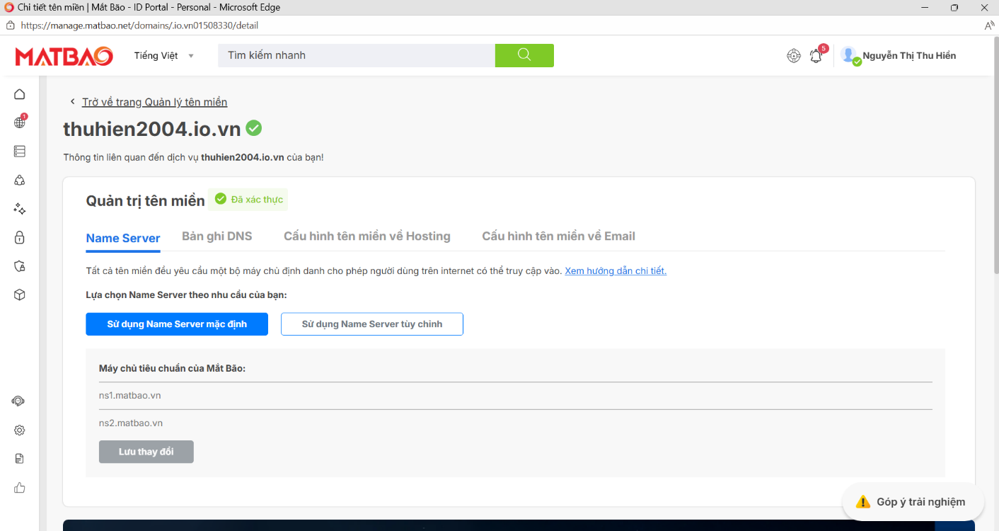 Chi tiết tên miền | Mắt Bão - ID Portal - Personal - Microsoft Edge
https://manage.matbao.net/domains/.io.vn01508330/detail
MATBAO
Tiếng Việt
Tìm kiếm nhanh
5
Nguyễn Thị Thu Hiền
1
Trở về trang Quản lý tên miền
thuhien2004.io.vn
Thông tin liên quan đến dịch vụ thuhien2004.io.vn của bạn!
Quản trị tên miền Đã xác thực
Name Server Bản ghi DNS Cấu hình tên miền về Hosting Cấu hình tên miền về Email
Tất cả tên miền đều yêu cầu một bộ máy chủ định danh cho phép người dùng trên internet có thể truy cập vào. Xem hướng dẫn chi tiết.
Lựa chọn Name Server theo nhu cầu của bạn:
Sử dụng Name Server mặc định Sử dụng Name Server tùy chỉnh
Máy chủ tiêu chuẩn của Mắt Bão:
ns1.matbao.vn
ns2.matbao.vn
Lưu thay đổi
Góp ý trải nghiệm